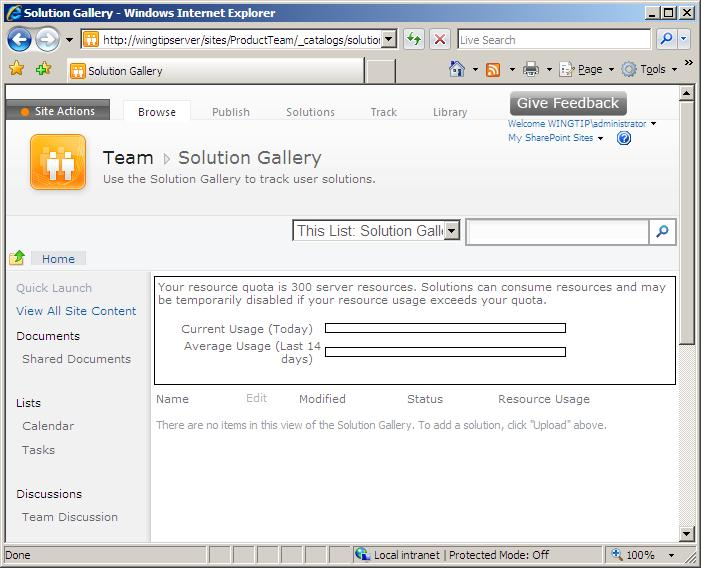 Solution Gallery - Windows Internet Explorer
http://wingtipserver/sites/ProductTeam/_catalogs/solution
Live Search
Solution Gallery
Page
Tools
»
Site Actions
Browse
Publish
Solutions
Track
Library
Give Feedback
Welcome WINGTIP\administrator
My SharePoint Sites
Team
Solution Gallery
Use the Solution Gallery to track user solutions.
This List: Solution Gall
Home
Quick Launch
View All Site Content
Documents
Shared Documents
Lists
Calendar
Tasks
Discussions
Team Discussion
Your resource quota is 300 server resources. Solutions can consume resources and may
be temporarily disabled if your resource usage exceeds your quota.
Current Usage (Today)
Average Usage (Last 14
days)
Name Edit Modified Status Resource Usage
There are no items in this view of the Solution Gallery. To add a solution, click "Upload" above.
Done
Local intranet | Protected Mode: Off
100%